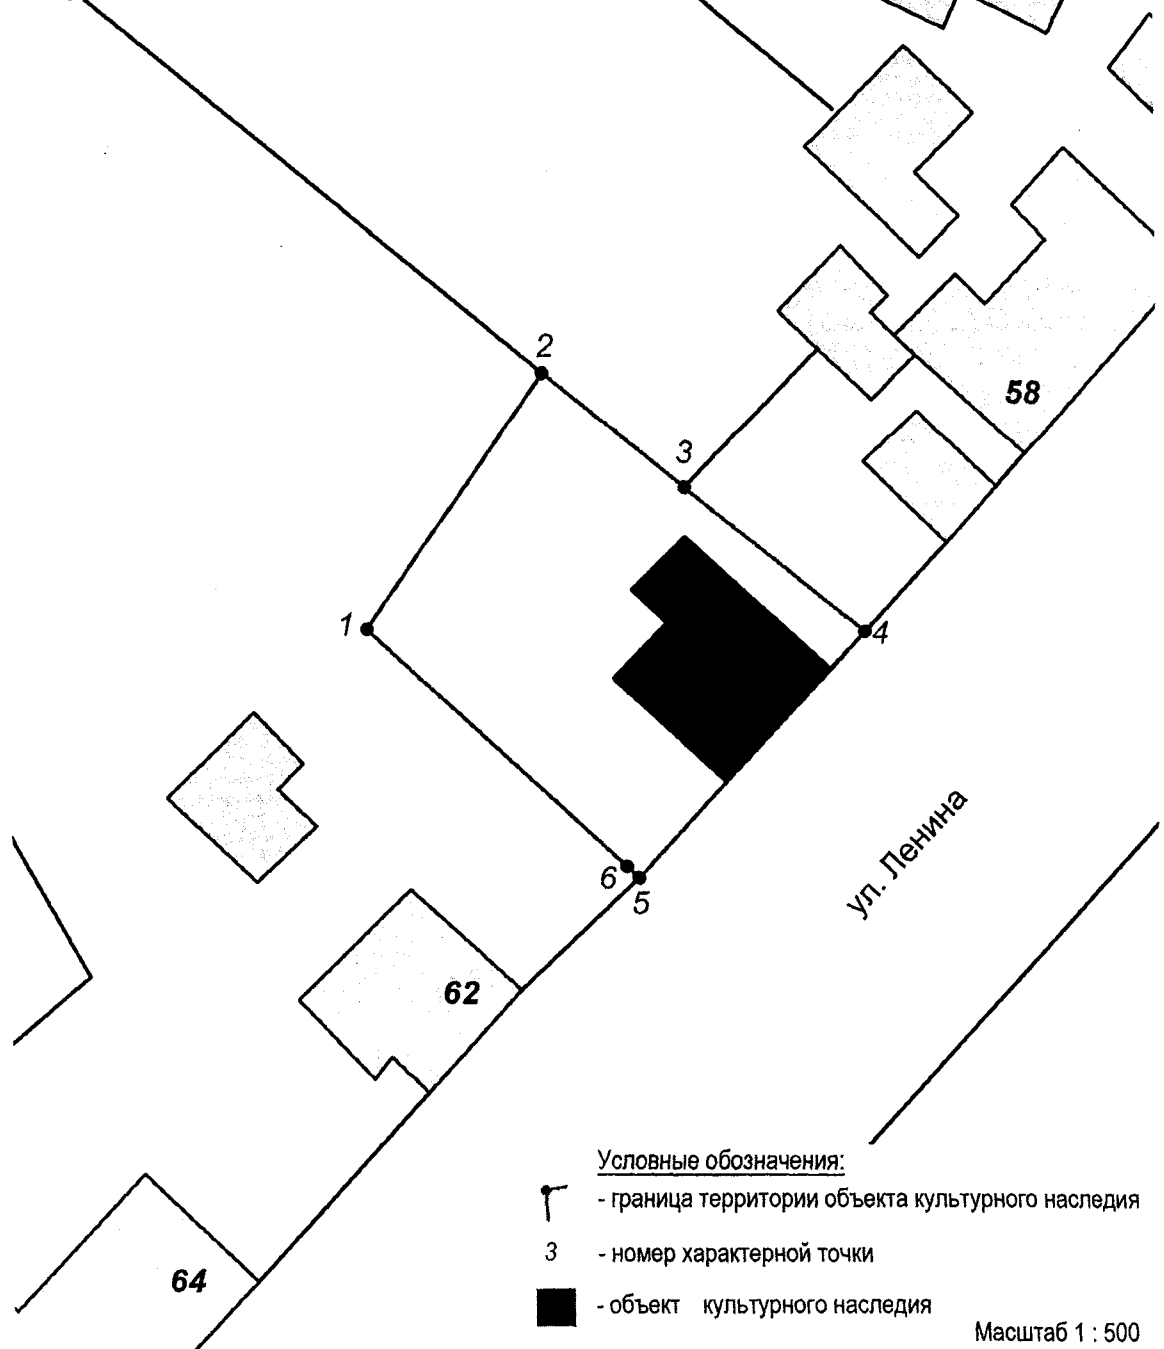 2
3
58
1
4
6
5
ул. Ленина
62
64
Условные обозначения:
- граница территории объекта культурного наследия
3 - номер характерной точки
- объект культурного наследия
Масштаб 1 : 500